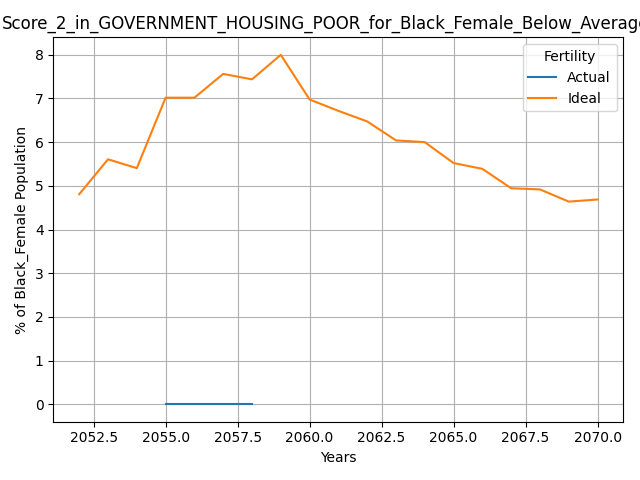 Score_2_in_GOVERNMENT_HOUSING_POOR_for_Black_Female_Below_Average
Fertility
Actual
Ideal
8
7
6
5
4
3
2
1
0
% of Black_Female Population
2052.5 2055.0 2057.5 2060.0 2062.5 2065.0 2067.5 2070.0
Years